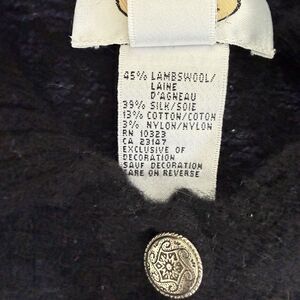 45% LAMBSWOOL/
LAINE
D'AGNEAU
39% SILK/SOIE
13% COTTON/COTON
3% NYLON/NYLON
RN 10323
CA 23147
EXCLUSIVE OF
DECORATION
SAUF DECORATION
CARE ON REVERSE